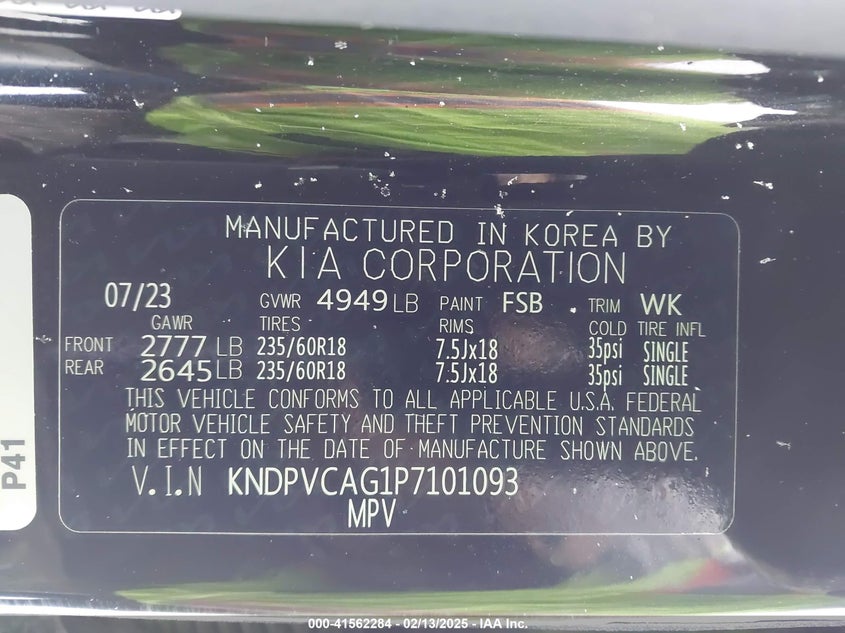 MANUFACTURED IN KOREA BY
KIA CORPORATION
07/23 GVWR 4949 LB PAINT FSB TRIM WK
GAWR TIRES RIMS COLD TIRE INFL
FRONT 2777 LB 235/60R18 7.5Jx18 35psi SINGLE
REAR 2645 LB 235/60R18 7.5Jx18 35psi SINGLE
THIS VEHICLE CONFORMS TO ALL APPLICABLE U.S.A. FEDERAL
MOTOR VEHICLE SAFETY AND THEFT PREVENTION STANDARDS
IN EFFECT ON THE DATE OF MANUFACTURE SHOWN ABOVE.
V.I.N KNDPVCAG1P7101093
MPV
P41
000-41562284 - 02/13/2025 - IAA Inc.